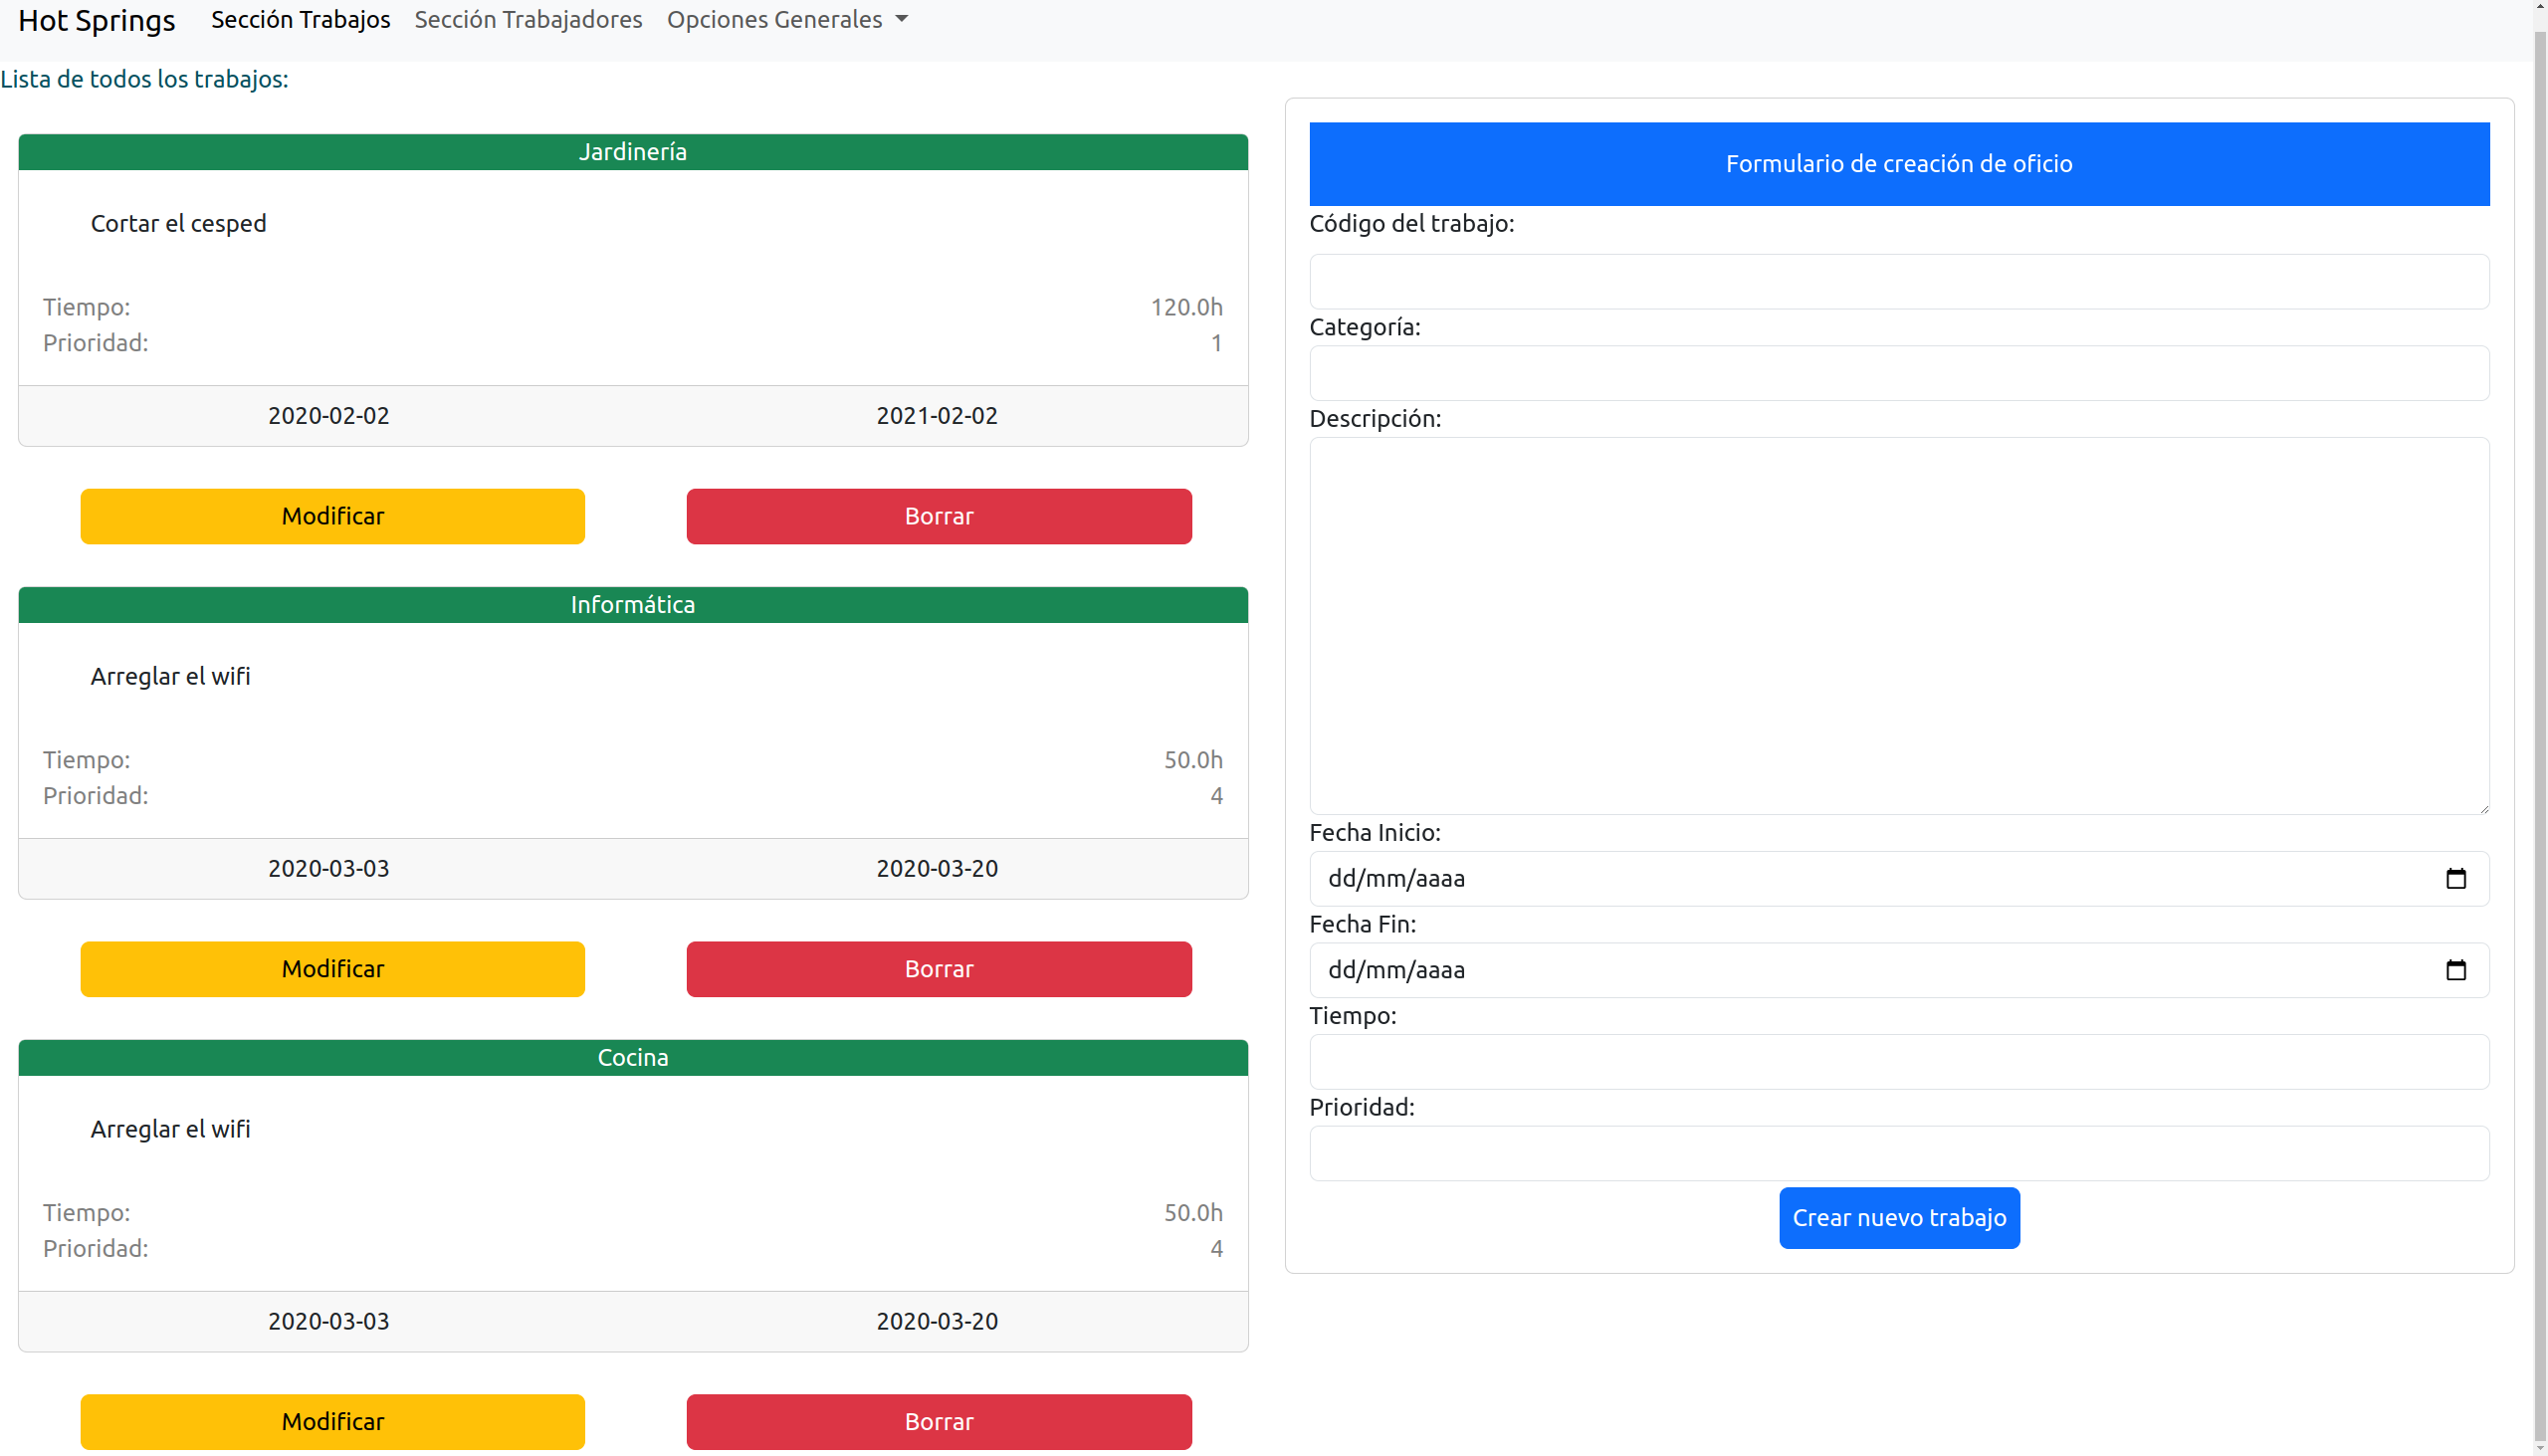 Hot Springs Sección Trabajos Sección Trabajadores Opciones Generales
Lista de todos los trabajos:
Jardinería
Cortar el cesped
Tiempo: 120.0h
Prioridad: 1
2020-02-02 2021-02-02
Modificar Borrar
Informática
Arreglar el wifi
Tiempo: 50.0h
Prioridad: 4
2020-03-03 2020-03-20
Modificar Borrar
Cocina
Arreglar el wifi
Tiempo: 50.0h
Prioridad: 4
2020-03-03 2020-03-20
Modificar Borrar
Formulario de creación de oficio
Código del trabajo:
Categoría:
Descripción:
Fecha Inicio:
dd/mm/aaaa
Fecha Fin:
dd/mm/aaaa
Tiempo:
Prioridad:
Crear nuevo trabajo